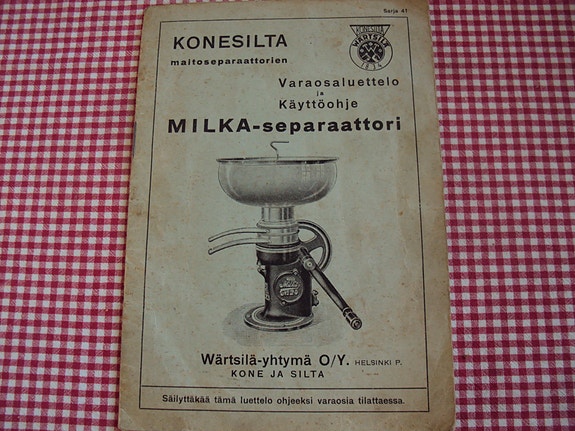 Sarja 41
KONESILTA
maitoseparaattorien
WÄRTSILÄ
Varaosaluettelo
ja
Käyttöohje
MILKA-separaattori
Wärtsilä-yhtymä O/Y. HELSINKI P.
KONE JA SILTA
Säilyttäkää tämä luettelo ohjeeksi varaosia tilattaessa.